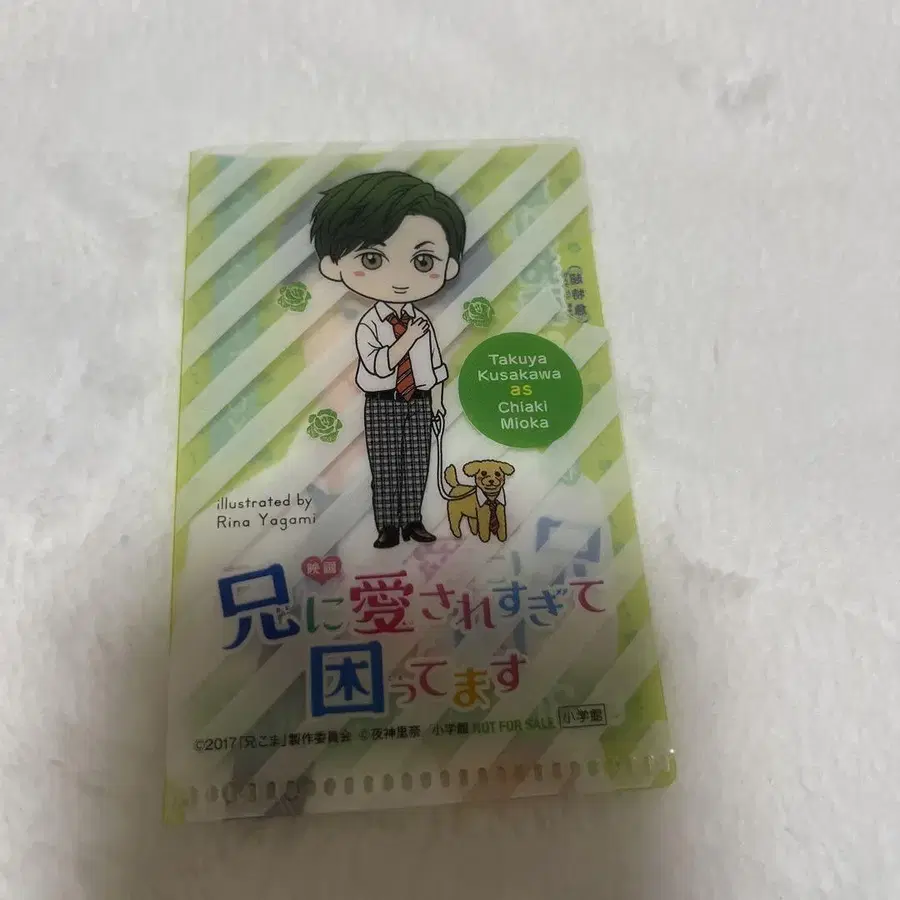 Takuya
Kusakawa
as
Chiaki
Mioka
illustrated by
Rina Yagami
映画
兄に愛されすぎて
困ってます
©2017「兄こま」製作委員会 ©夜神里奈／小学館 NOT FOR SALE 小学館